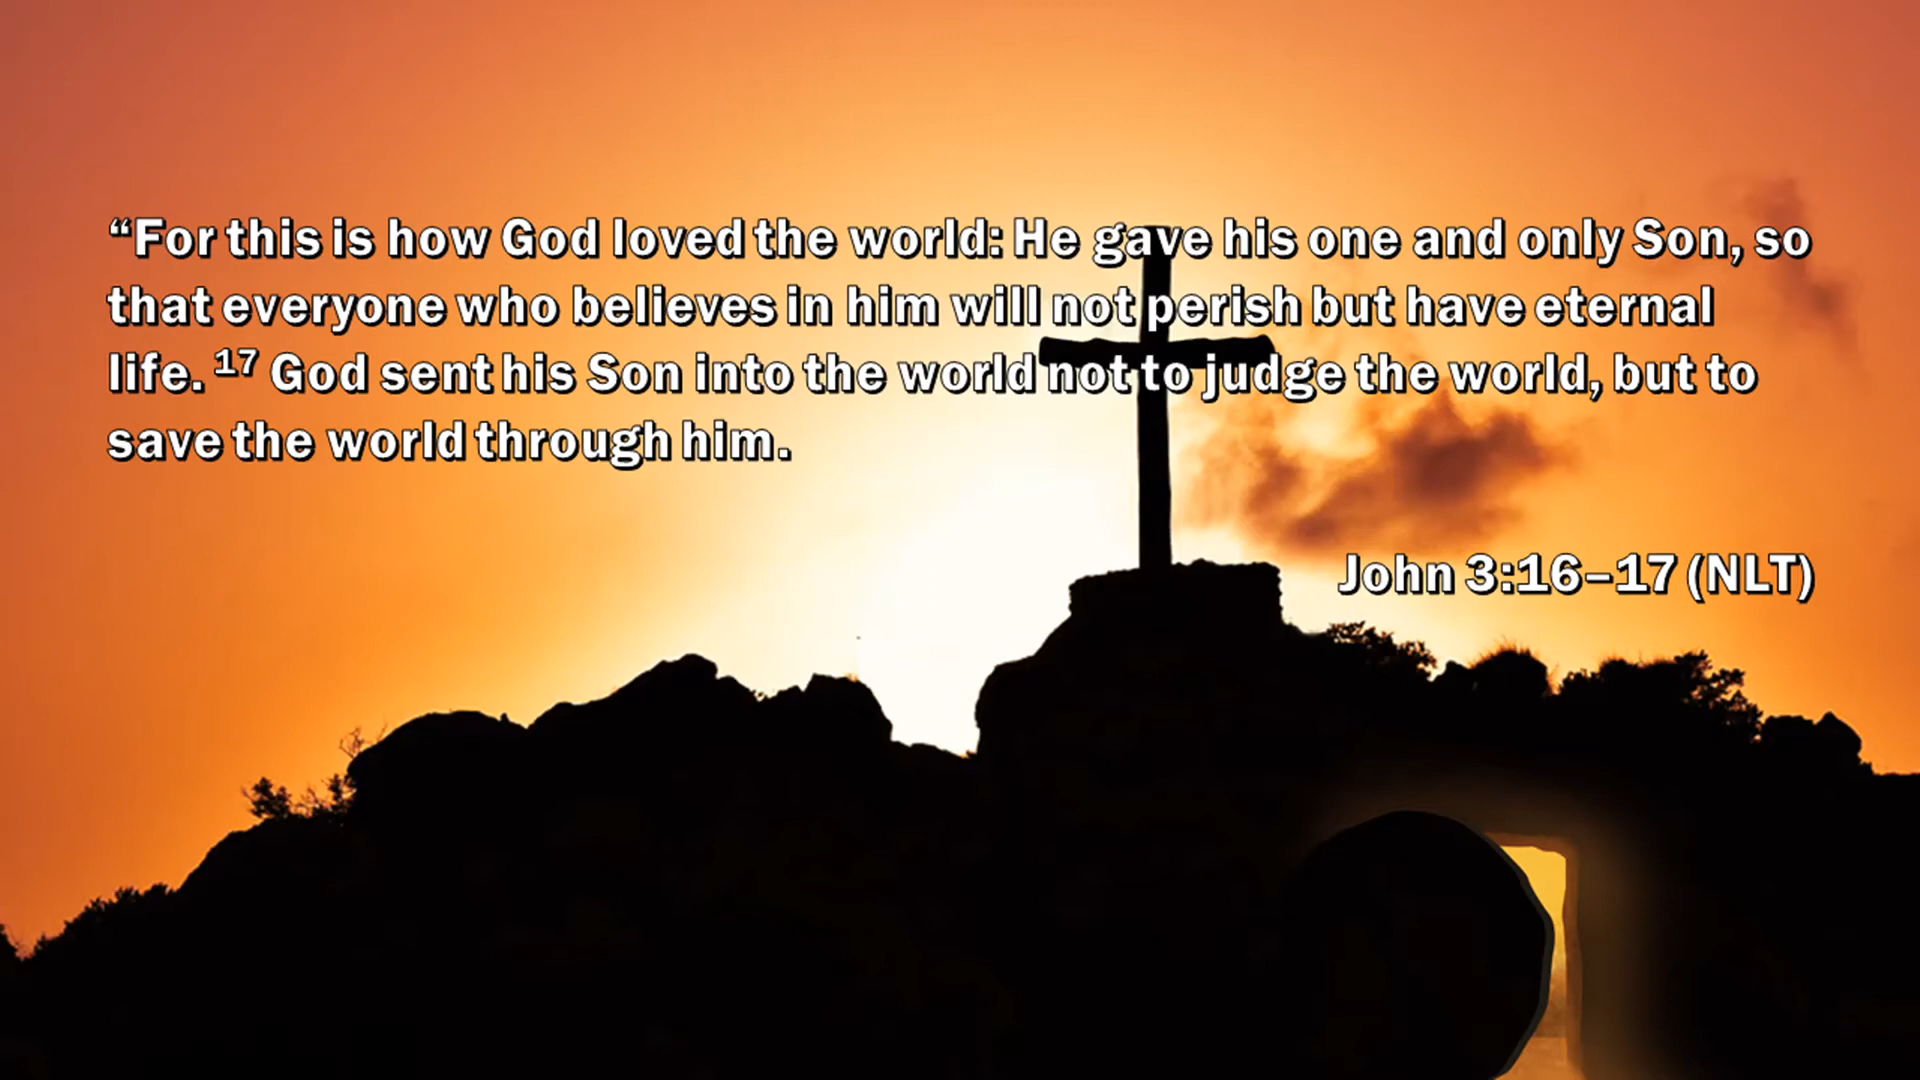 “For this is how God loved the world: He gave his one and only Son, so
that everyone who believes in him will not perish but have eternal
life. ¹⁷ God sent his Son into the world not to judge the world, but to
save the world through him.
John 3:16–17 (NLT)